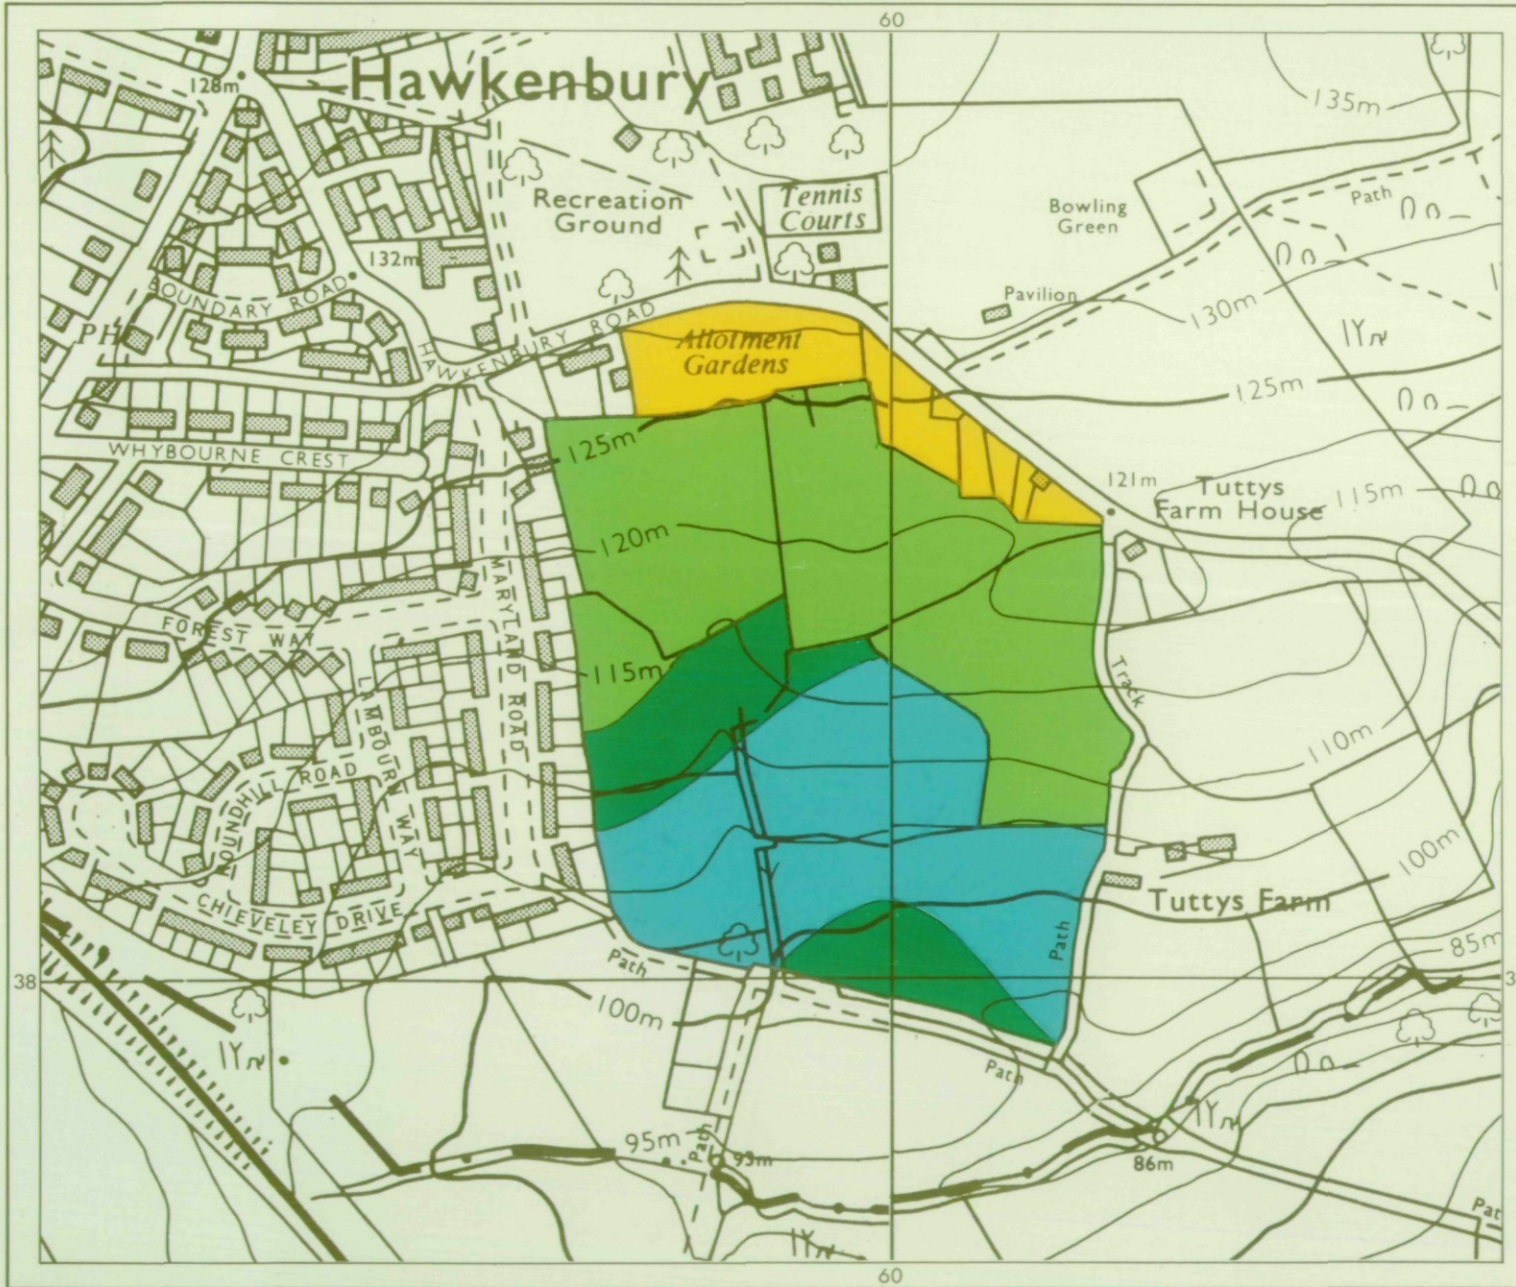 60
Hawkenbury
128m
135m
Recreation
Ground
Tennis
Courts
Bowling
Green
Path
132m
BOUNDARY ROAD
PH
Pavilion
130m
HAWKENBURY ROAD
Allotment
Gardens
125m
125m
WHYBOURNE CREST
121m
Tuttys
Farm House
115m
120m
MARYLAND ROAD
FOREST WAY
115m
Track
LAMBOURN WAY
110m
ROUNDHILL ROAD
100m
CHIEVELEY DRIVE
Tuttys Farm
Path
85m
Path
38
3
100m
Path
95m
Path
93m
86m
Pat
60